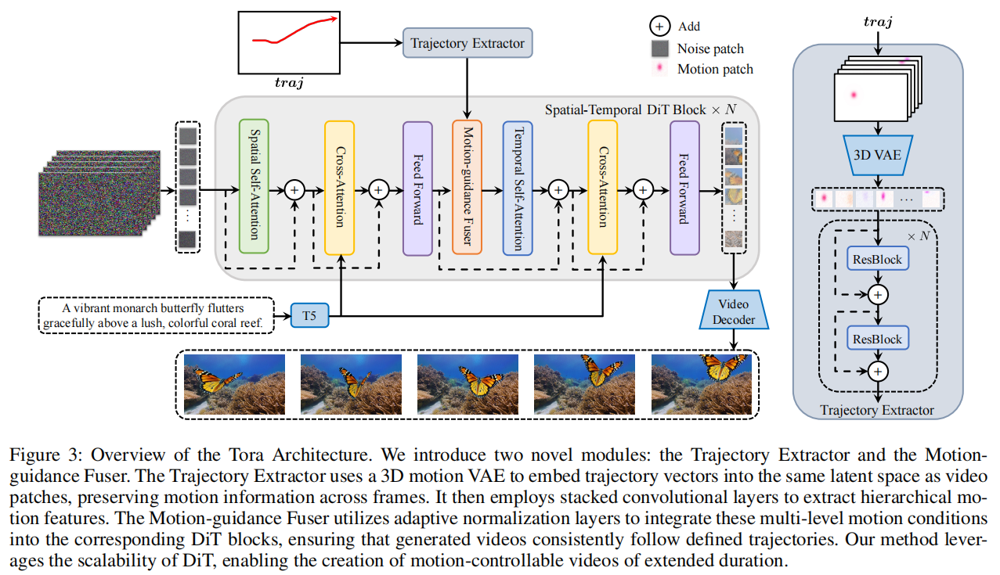 traj
Trajectory Extractor
Add
Noise patch
Motion patch
Spatial-Temporal DiT Block × N
Spatial Self-Attention
Cross-Attention
Feed Forward
Motion-guidance Fuser
Temporal Self-Attention
Cross-Attention
Feed Forward
A vibrant monarch butterfly flutters
gracefully above a lush, colorful coral reef.
T5
Video
Decoder
traj
3D VAE
× N
ResBlock
ResBlock
Trajectory Extractor
Figure 3: Overview of the Tora Architecture. We introduce two novel modules: the Trajectory Extractor and the Motion-
guidance Fuser. The Trajectory Extractor uses a 3D motion VAE to embed trajectory vectors into the same latent space as video
patches, preserving motion information across frames. It then employs stacked convolutional layers to extract hierarchical mo-
tion features. The Motion-guidance Fuser utilizes adaptive normalization layers to integrate these multi-level motion conditions
into the corresponding DiT blocks, ensuring that generated videos consistently follow defined trajectories. Our method lever-
ages the scalability of DiT, enabling the creation of motion-controllable videos of extended duration.